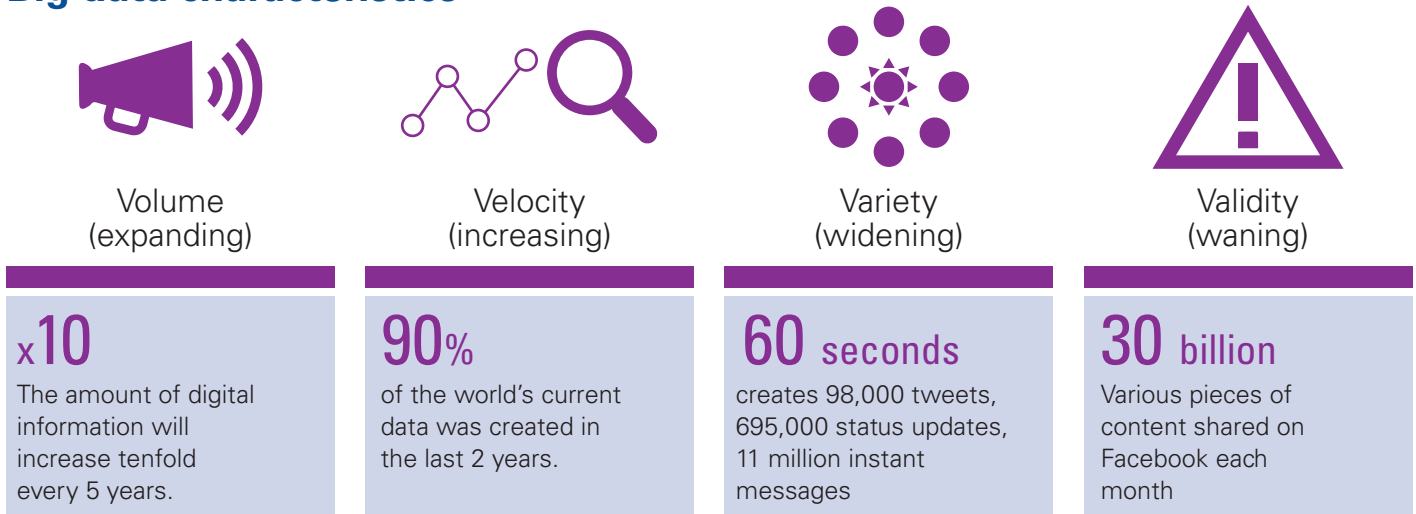 Big data characteristics
Volume
(expanding)
x10
The amount of digital
information will
increase tenfold
every 5 years.
Velocity
(increasing)
90%
of the world’s current
data was created in
the last 2 years.
Variety
(widening)
60 seconds
creates 98,000 tweets,
695,000 status updates,
11 million instant
messages
Validity
(waning)
30 billion
Various pieces of
content shared on
Facebook each
month